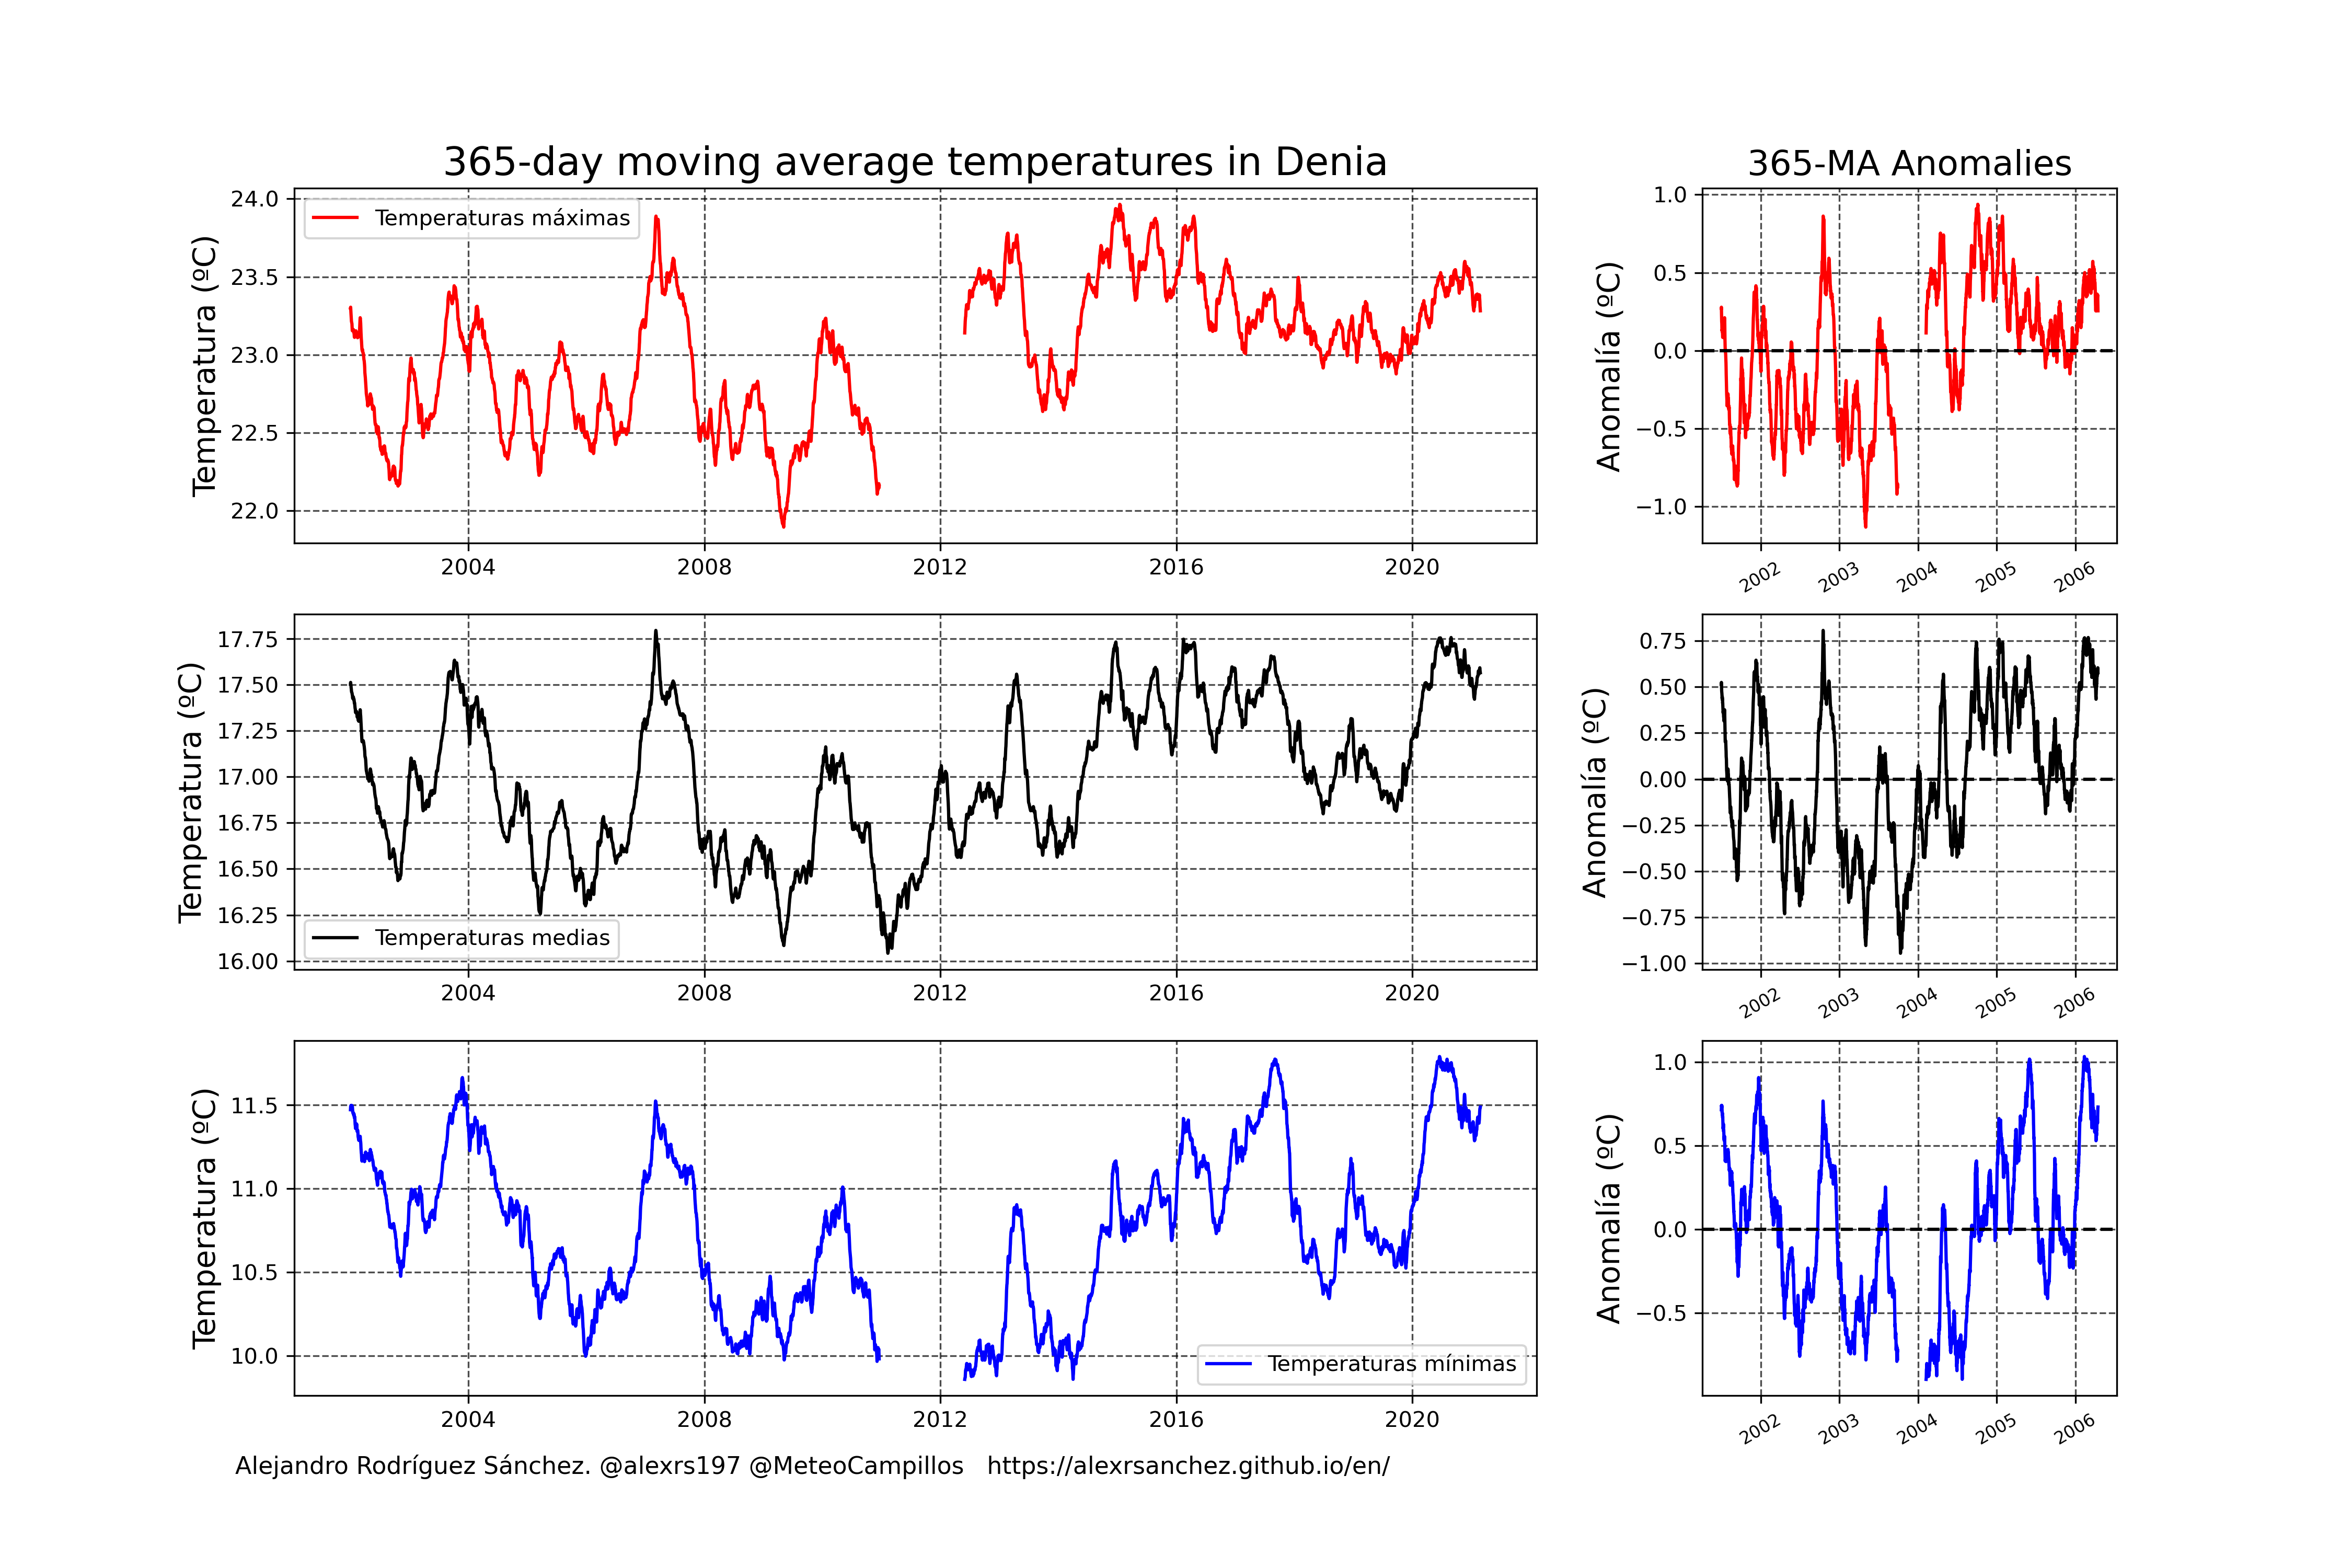 365-day moving average temperatures in Denia
365-MA Anomalies
Temperatura (ºC)
24.0
23.5
23.0
22.5
22.0
Temperaturas máximas
2004 2008 2012 2016 2020
Anomalía (ºC)
1.0
0.5
0.0
−0.5
−1.0
2002 2003 2004 2005 2006
Temperatura (ºC)
17.75
17.50
17.25
17.00
16.75
16.50
16.25
16.00
Temperaturas medias
2004 2008 2012 2016 2020
Anomalía (ºC)
0.75
0.50
0.25
0.00
−0.25
−0.50
−0.75
−1.00
2002 2003 2004 2005 2006
Temperatura (ºC)
11.5
11.0
10.5
10.0
Temperaturas mínimas
2004 2008 2012 2016 2020
Anomalía (ºC)
1.0
0.5
0.0
−0.5
2002 2003 2004 2005 2006
Alejandro Rodríguez Sánchez. @alexrs197 @MeteoCampillos https://alexrsanchez.github.io/en/